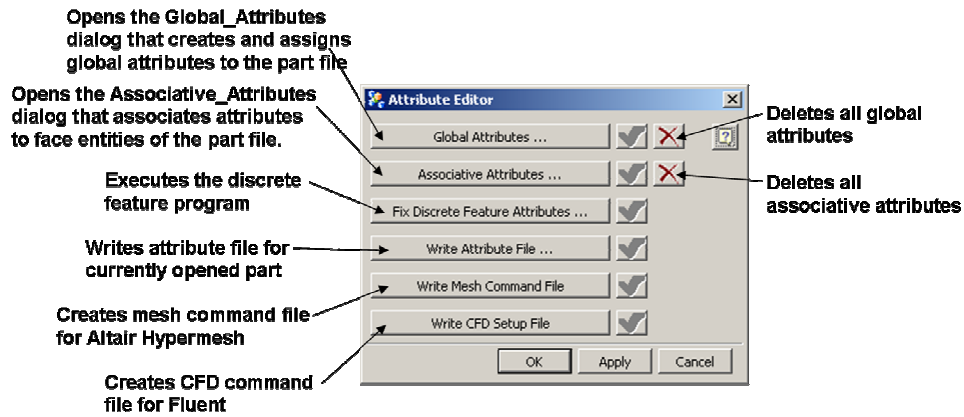 Opens the Global_Attributes
dialog that creates and assigns
global attributes to the part file
Opens the Associative_Attributes
dialog that associates attributes
to face entities of the part file.
Executes the discrete
feature program
Writes attribute file for
currently opened part
Creates mesh command file
for Altair Hypermesh
Creates CFD command
file for Fluent
Attribute Editor
Global Attributes ...
Associative Attributes ...
Fix Discrete Feature Attributes ...
Write Attribute File ...
Write Mesh Command File
Write CFD Setup File
OK
Apply
Cancel
Deletes all global
attributes
Deletes all
associative attributes